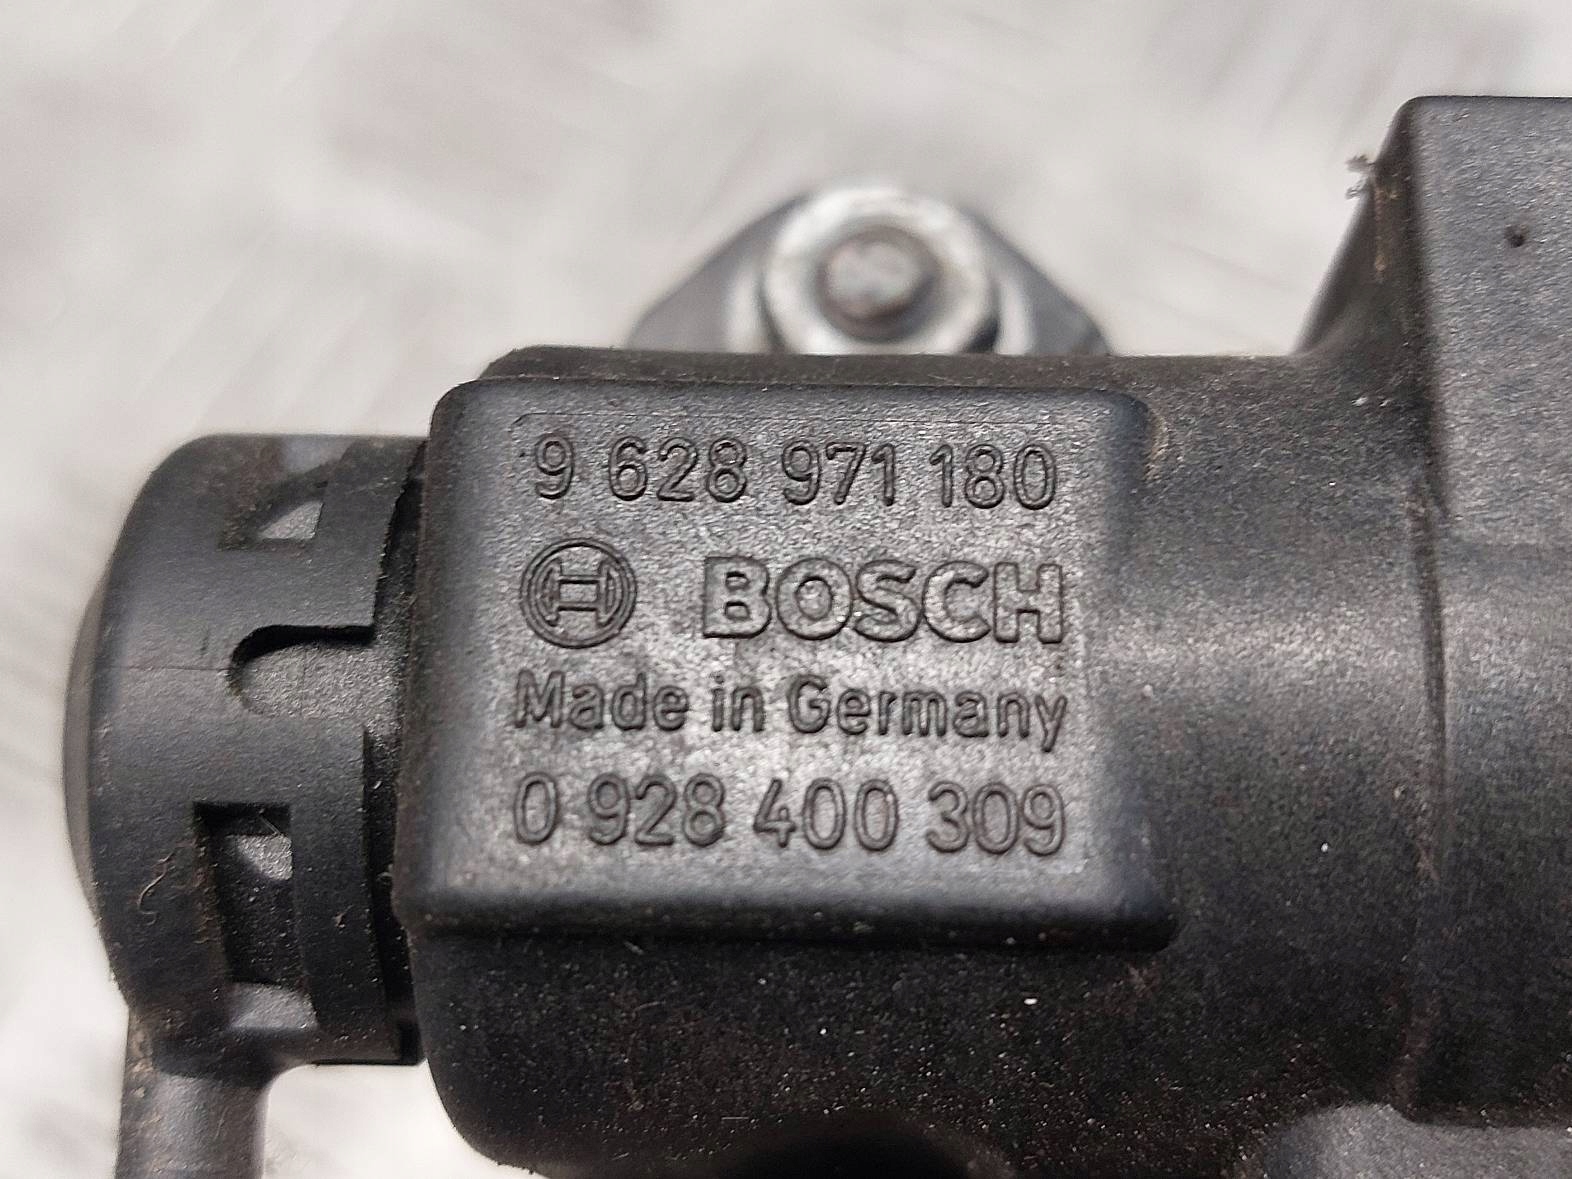 9 628 971 180
BOSCH
Made in Germany
0 928 400 309